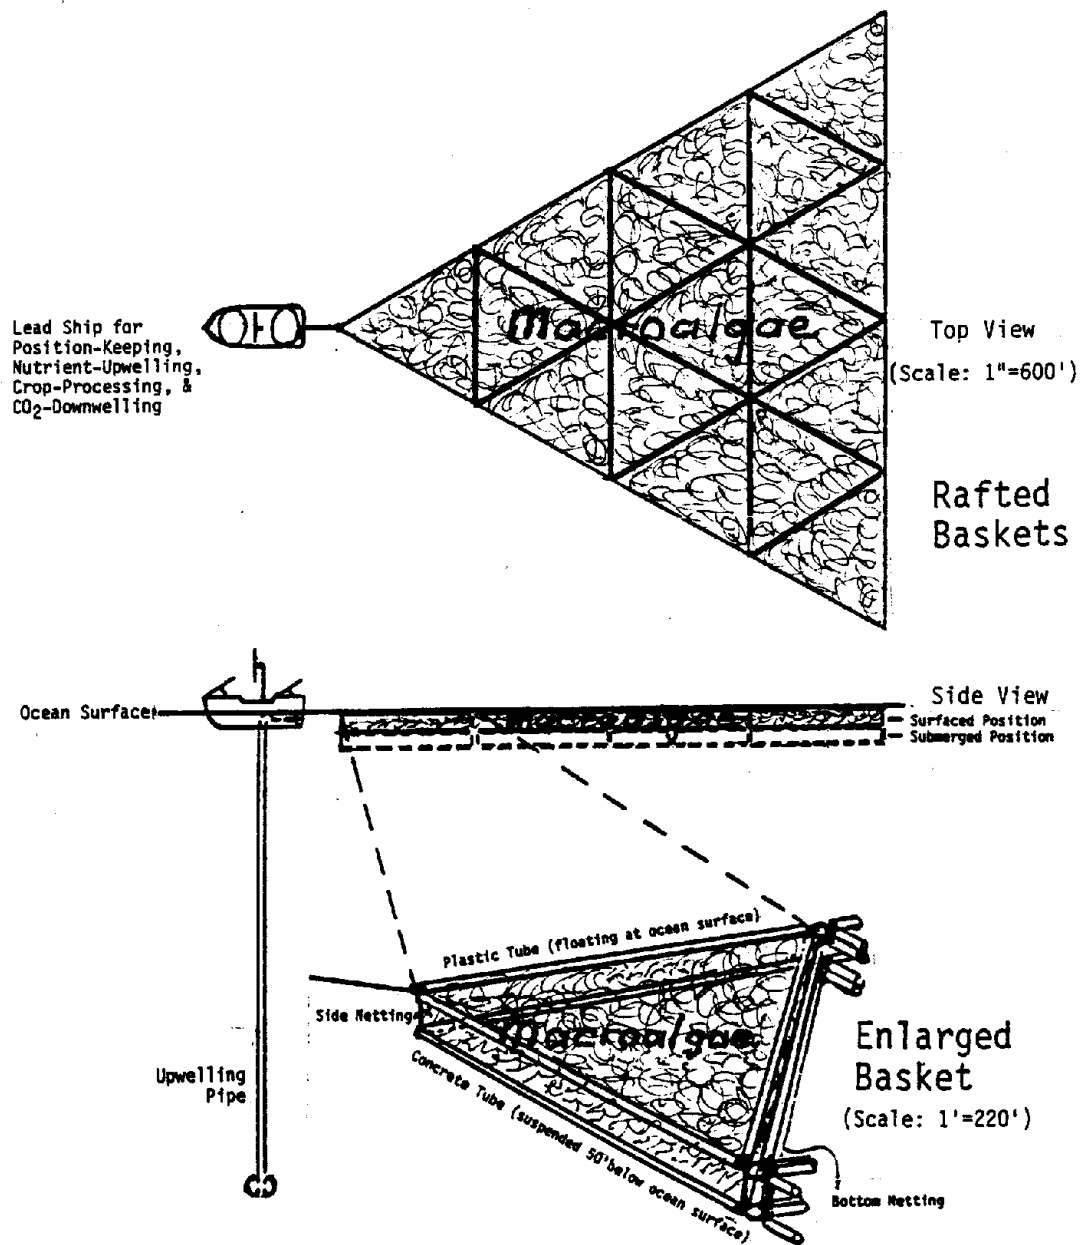 Macroalgae
Lead Ship for
Position-Keeping,
Nutrient-Upwelling,
Crop-Processing, &
CO2-Downwelling
Top View
(Scale: 1"=600')
Rafted
Baskets
Side View
Ocean Surface
Surfaced Position
Submerged Position
Macroalgae
Plastic Tube (floating at ocean surface)
Side Netting
Macroalgae
Concrete Tube (suspended 50'below ocean surface)
Enlarged
Basket
(Scale: 1'=220')
Upwelling
Pipe
Bottom Netting